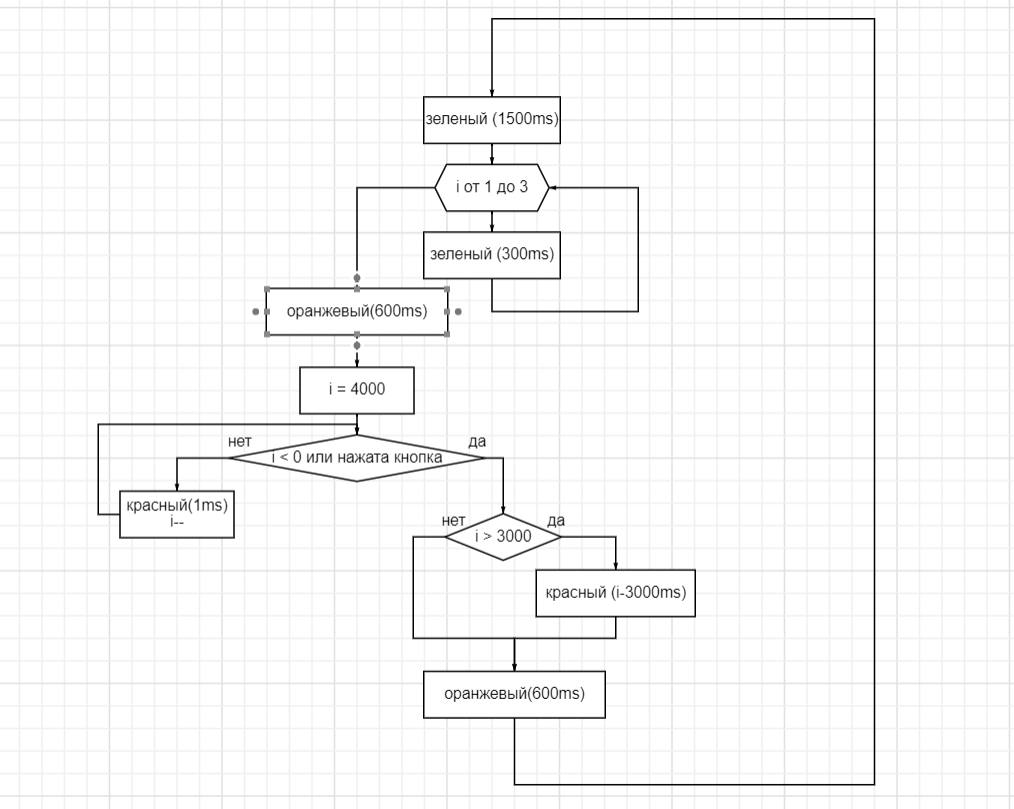 зеленый (1500ms)
i от 1 до 3
зеленый (300ms)
оранжевый(600ms)
i = 4000
нет
да
i < 0 или нажата кнопка
красный(1ms)
i--
нет
да
i > 3000
красный (i-3000ms)
оранжевый(600ms)